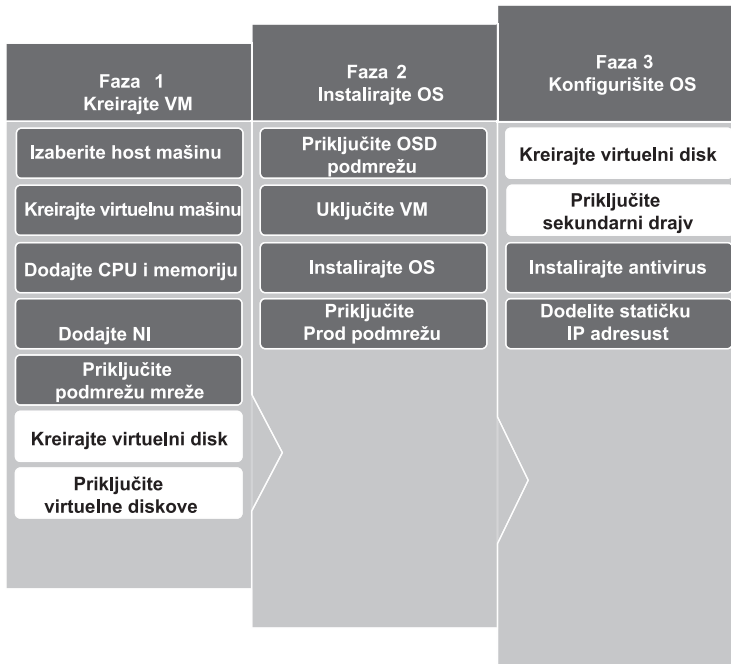 Faza 1
Kreirajte VM
Izaberite host mašinu
Kreirajte virtuelnu mašinu
Dodajte CPU i memoriju
Dodajte NI
Priključite
podmrežu mreže
Kreirajte virtuelni disk
Priključite
virtuelne diskove
Faza 2
Instalirajte OS
Priključite OSD
podmrežu
Uključite VM
Instalirajte OS
Priključite
Prod podmrežu
Faza 3
Konfigurišite OS
Kreirajte virtuelni disk
Priključite
sekundarni drajv
Instalirajte antivirus
Dodelite statičku
IP adresust